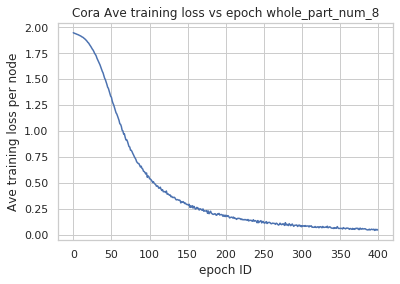 Cora Ave training loss vs epoch whole_part_num_8
Ave training loss per node
2.00
1.75
1.50
1.25
1.00
0.75
0.50
0.25
0.00
0 50 100 150 200 250 300 350 400
epoch ID